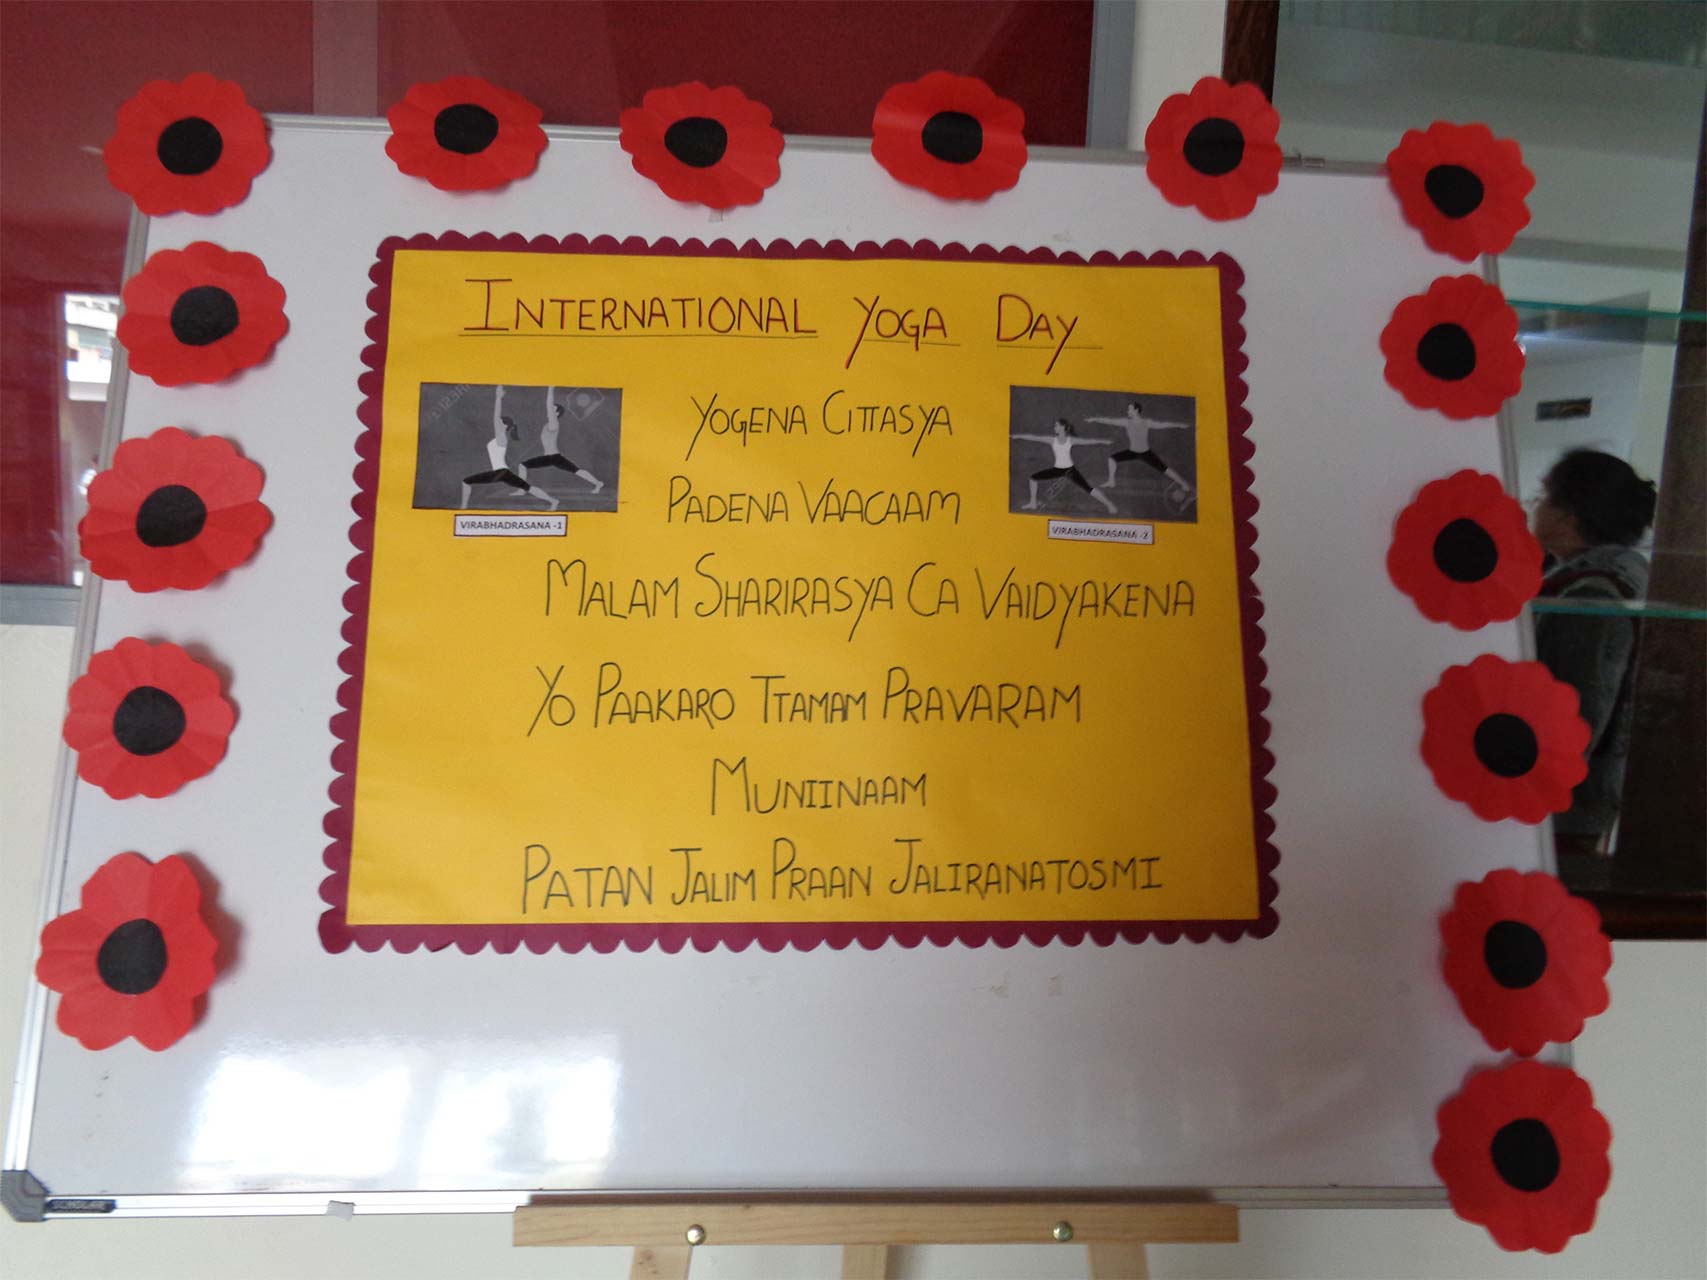 INTERNATIONAL YOGA DAY
YOGENA CITTASYA
PADENA VAACAAM
VIRABHADRASANA -1
VIRABHADRASANA -2
MALAM SHARIRASYA CA VAIDYAKENA
YO PAAKARO TTAMAM PRAVARAM
MUNIINAAM
PATAN JALIM PRAAN JALIRANATOSMI